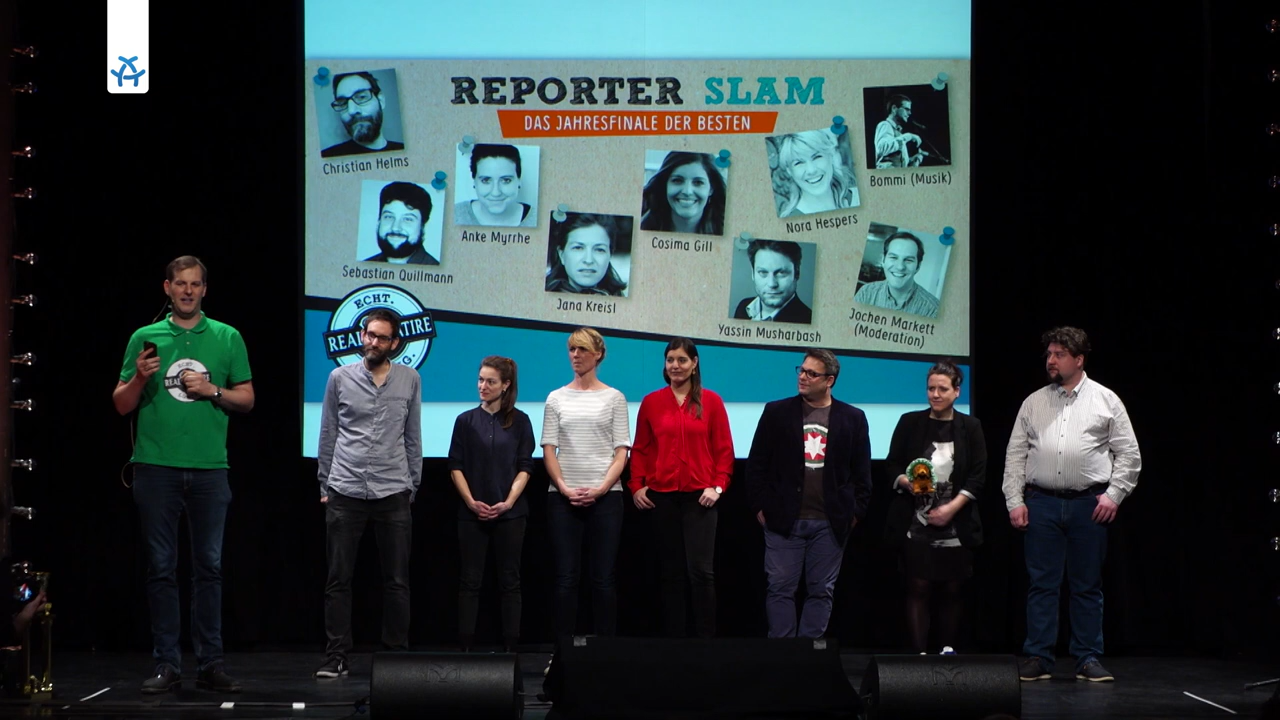 REPORTER SLAM
DAS JAHRESFINALE DER BESTEN
Christian Helms
Sebastian Quillmann
Anke Myrrhe
Jana Kreisl
Cosima Gill
Yassin Musharbash
Nora Hespers
Bommi (Musik)
Jochen Markett
(Moderation)
ECHT.